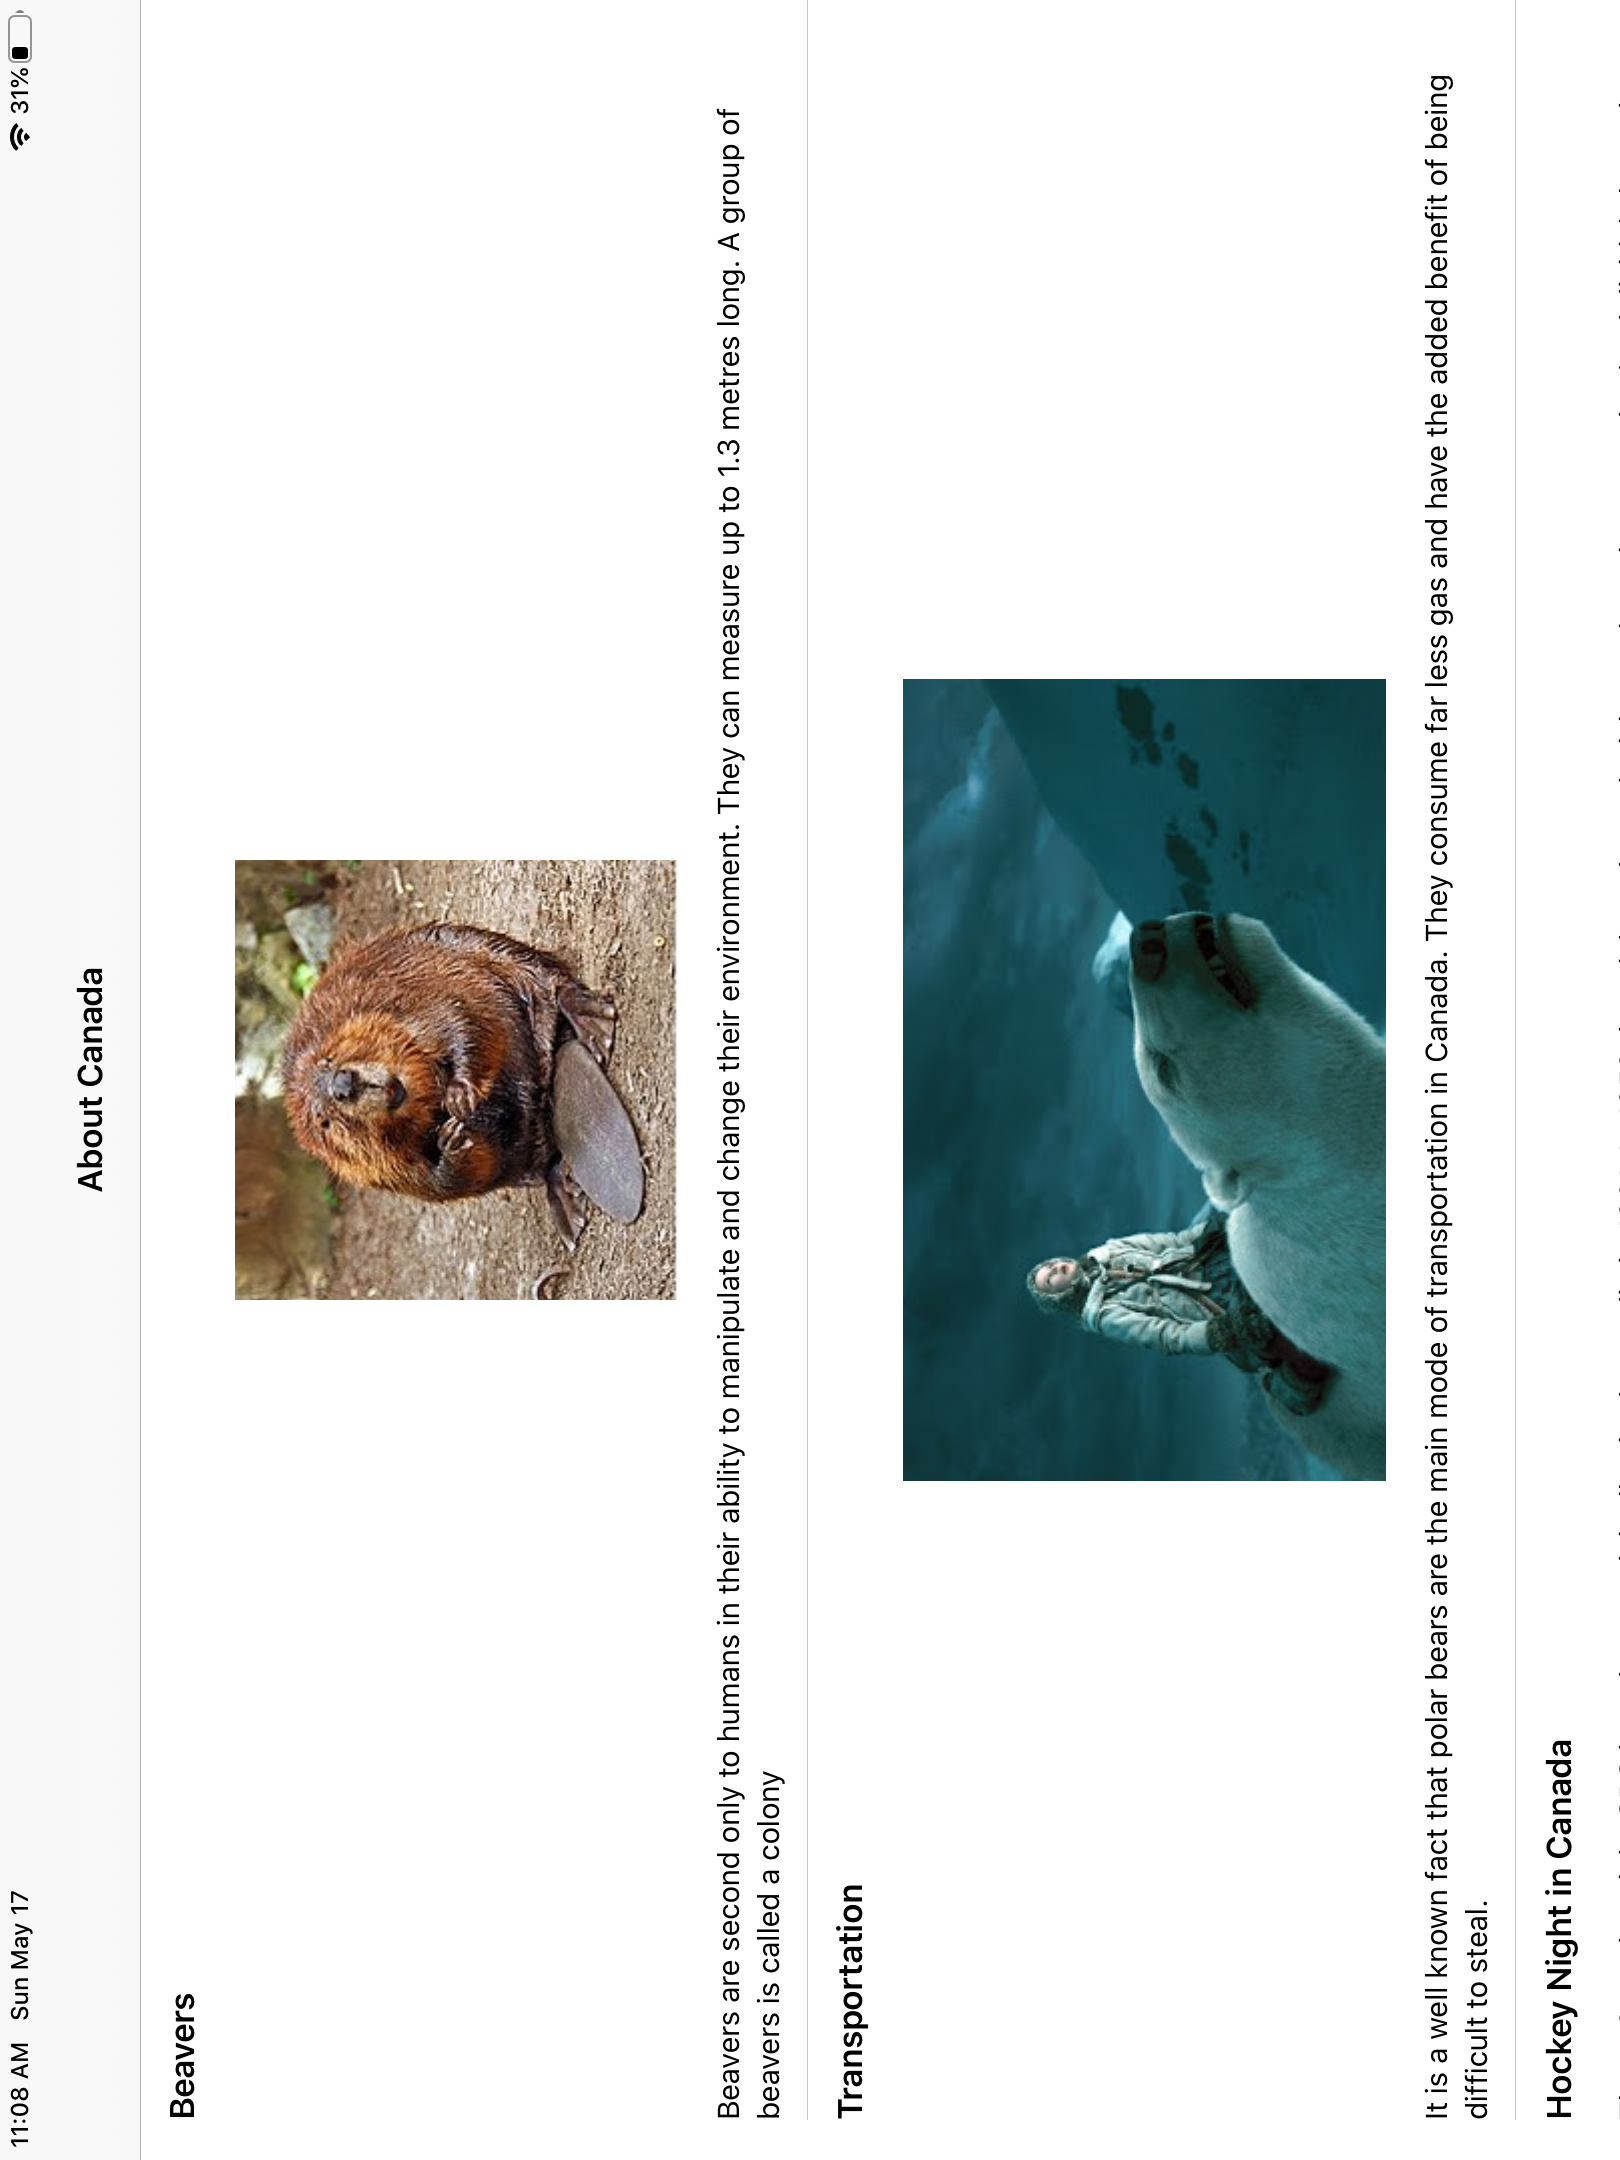 11:08 AM Sun May 17
31%
About Canada
Beavers
Beavers are second only to humans in their ability to manipulate and change their environment. They can measure up to 1.3 metres long. A group of
beavers is called a colony
Transportation
It is a well known fact that polar bears are the main mode of transportation in Canada. They consume far less gas and have the added benefit of being
difficult to steal.
Hockey Night in Canada